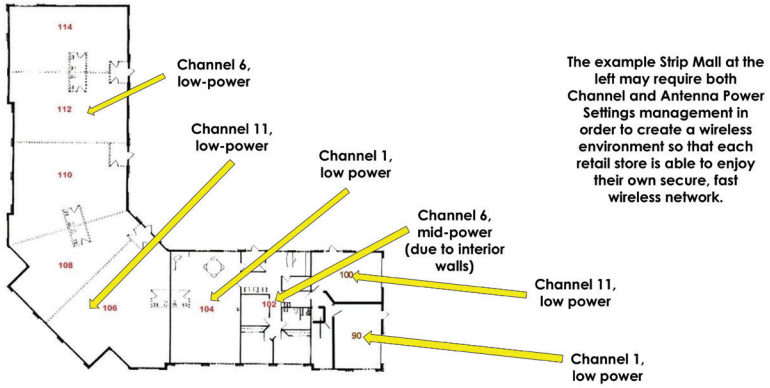 114
Channel 6,
low-power
112
Channel 11,
low-power
110
Channel 1,
low power
Channel 6,
mid-power
(due to interior
walls)
108
106
104
102
100
90
Channel 11,
low power
Channel 1,
low power
The example Strip Mall at the
left may require both
Channel and Antenna Power
Settings management in
order to create a wireless
environment so that each
retail store is able to enjoy
their own secure, fast
wireless network.